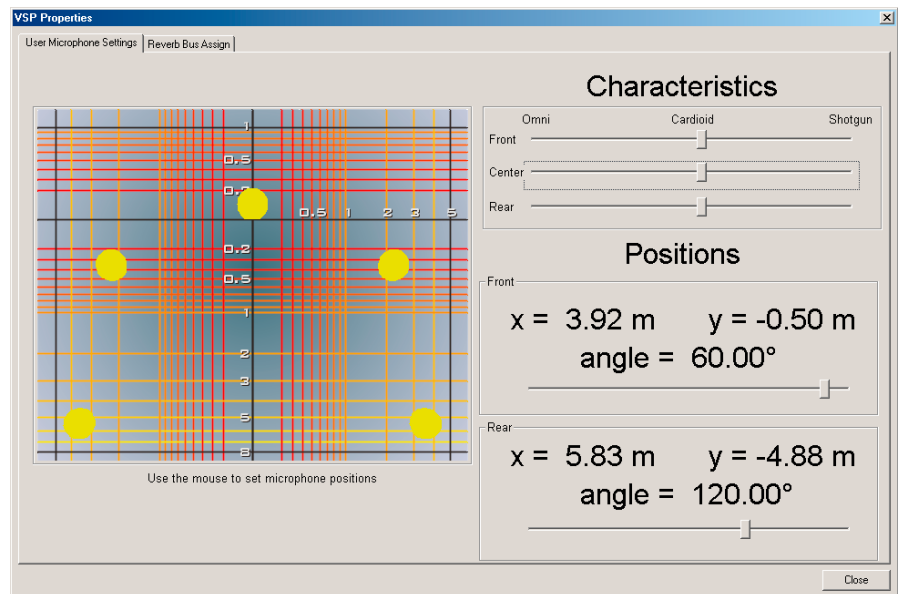 VSP Properties
User Microphone Settings
Reverb Bus Assign
1
0.5
0.2
0.5 1 2 3 5
0.2
0.5
1
2
3
5
Use the mouse to set microphone positions
Characteristics
Omni Cardioid Shotgun
Front
Center
Rear
Positions
Front
x = 3.92 m y = -0.50 m
angle = 60.00°
Rear
x = 5.83 m y = -4.88 m
angle = 120.00°
Close